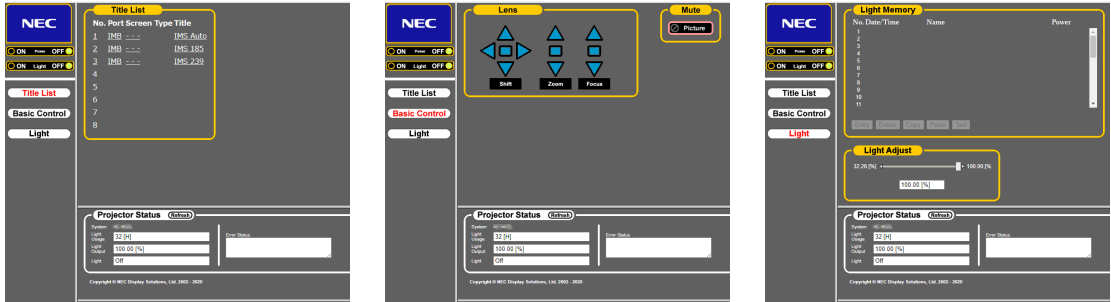 NEC
ON Power OFF
ON Light OFF
Title List
Basic Control
Light
Title List
No. Port Screen Type Title
1 IMB - - - IMS Auto
2 IMB - - - IMS 185
3 IMB - - - IMS 239
4
5
6
7
8
Projector Status (Refresh)
System
Light Usage 32 [H]
Light Output 100.00 [%]
Light Off
Error Status
Copyright © NEC Display Solutions, Ltd. 2002 - 2020
NEC
ON Power OFF
ON Light OFF
Title List
Basic Control
Light
Lens
Shift Zoom Focus
Mute
Picture
Projector Status (Refresh)
System
Light Usage 32 [H]
Light Output 100.00 [%]
Light Off
Error Status
Copyright © NEC Display Solutions, Ltd. 2002 - 2020
NEC
ON Power OFF
ON Light OFF
Title List
Basic Control
Light
Light Memory
No. Date/Time Name Power
1
2
3
4
5
6
7
8
9
10
11
Entry Delete Copy Paste Test
Light Adjust
32.26 [%] 100.00 [%
100.00 [%]
Projector Status (Refresh)
System
Light Usage 32 [H]
Light Output 100.00 [%]
Light Off
Error Status
Copyright © NEC Display Solutions, Ltd. 2002 - 2020